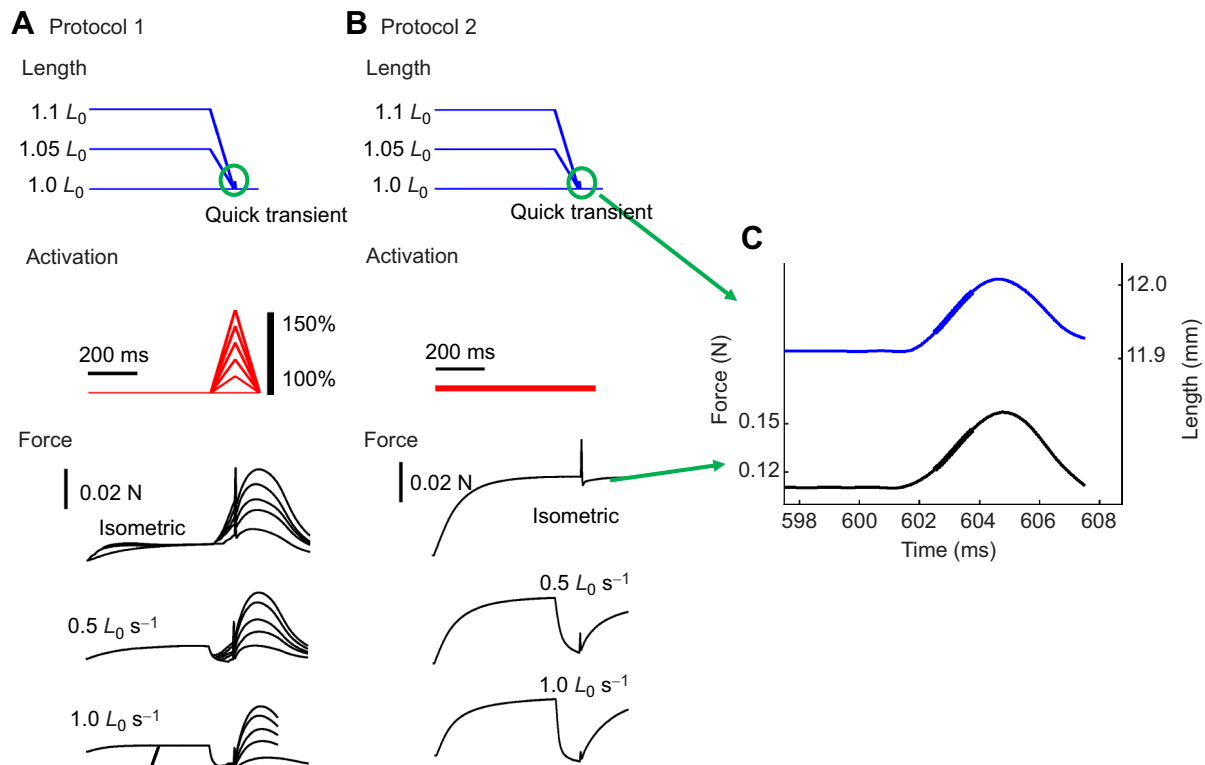 A Protocol 1
Length
1.1 L0
1.05 L0
1.0 L0
Quick transient
Activation
200 ms
150%
100%
Force
0.02 N
Isometric
0.5 L0 s−1
1.0 L0 s−1
B Protocol 2
Length
1.1 L0
1.05 L0
1.0 L0
Quick transient
Activation
200 ms
Force
0.02 N
Isometric
0.5 L0 s−1
1.0 L0 s−1
C
Force (N)
0.15
0.12
12.0
11.9
Length (mm)
598 600 602 604 606 608
Time (ms)